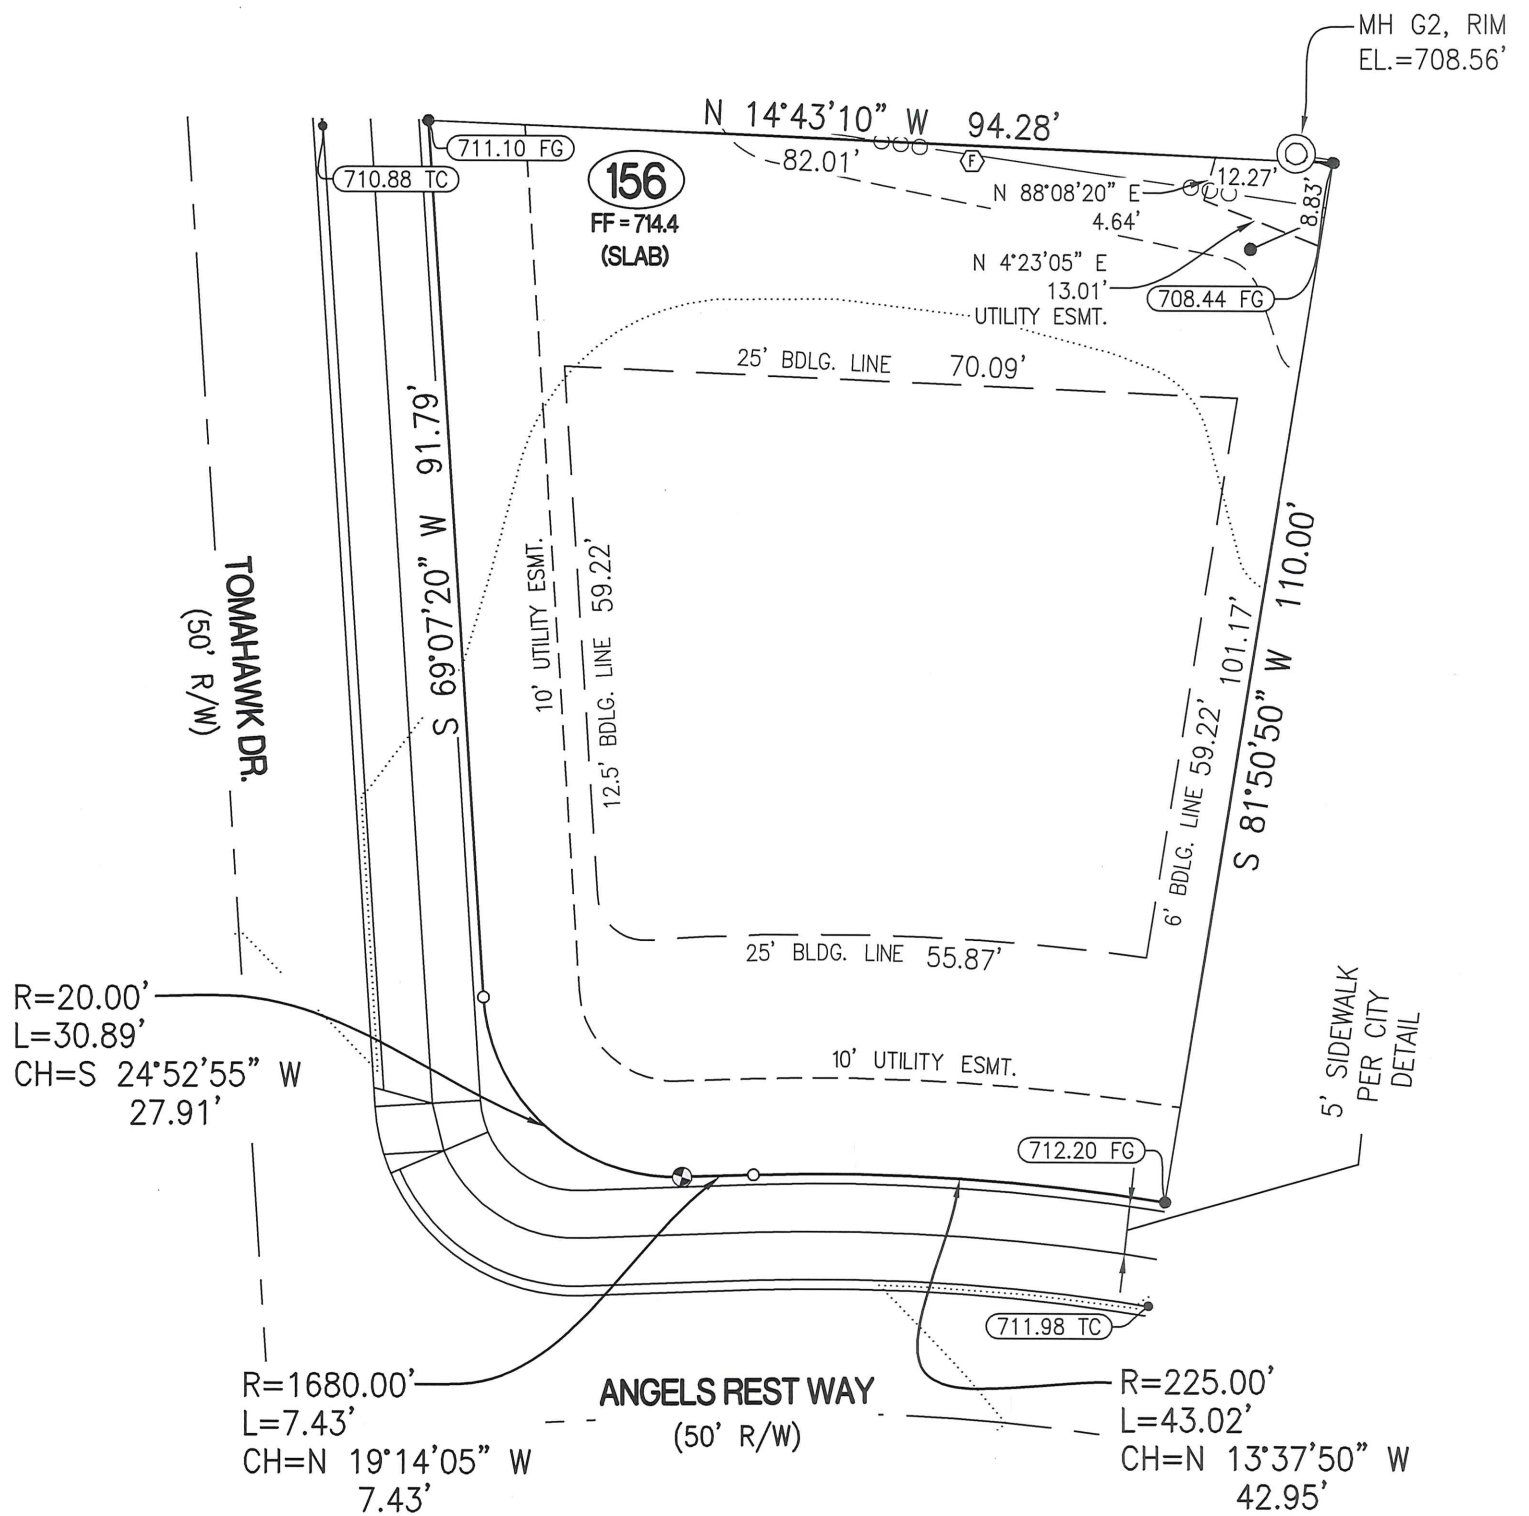 MH G2, RIM
EL.=708.56'
N 14°43'10" W 94.28'
711.10 FG
710.88 TC
156
FF = 714.4
(SLAB)
82.01'
F
12.27'
N 88°08'20" E
4.64'
8.83'
N 4°23'05" E
13.01'
708.44 FG
UTILITY ESMT.
25' BDLG. LINE 70.09'
S 69°07'20" W 91.79'
10' UTILITY ESMT.
12.5' BDLG. LINE 59.22'
6' BDLG. LINE 59.22'
101.17'
S 81°50'50" W 110.00'
TOMAHAWK DR.
(50' R/W)
25' BLDG. LINE 55.87'
R=20.00'
L=30.89'
CH=S 24°52'55" W
27.91'
10' UTILITY ESMT.
5' SIDEWALK
PER CITY
DETAIL
712.20 FG
711.98 TC
R=1680.00'
L=7.43'
CH=N 19°14'05" W
7.43'
ANGELS REST WAY
(50' R/W)
R=225.00'
L=43.02'
CH=N 13°37'50" W
42.95'